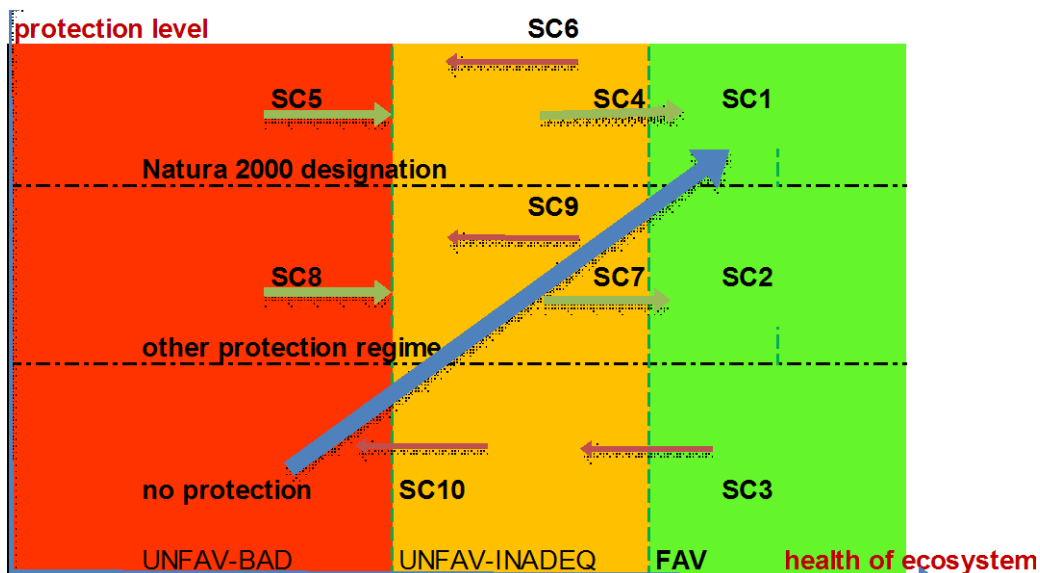 protection level
SC6
SC5
SC4
SC1
Natura 2000 designation
SC9
SC8
SC7
SC2
other protection regime
no protection
SC10
SC3
UNFAV-BAD
UNFAV-INADEQ
FAV
health of ecosystem